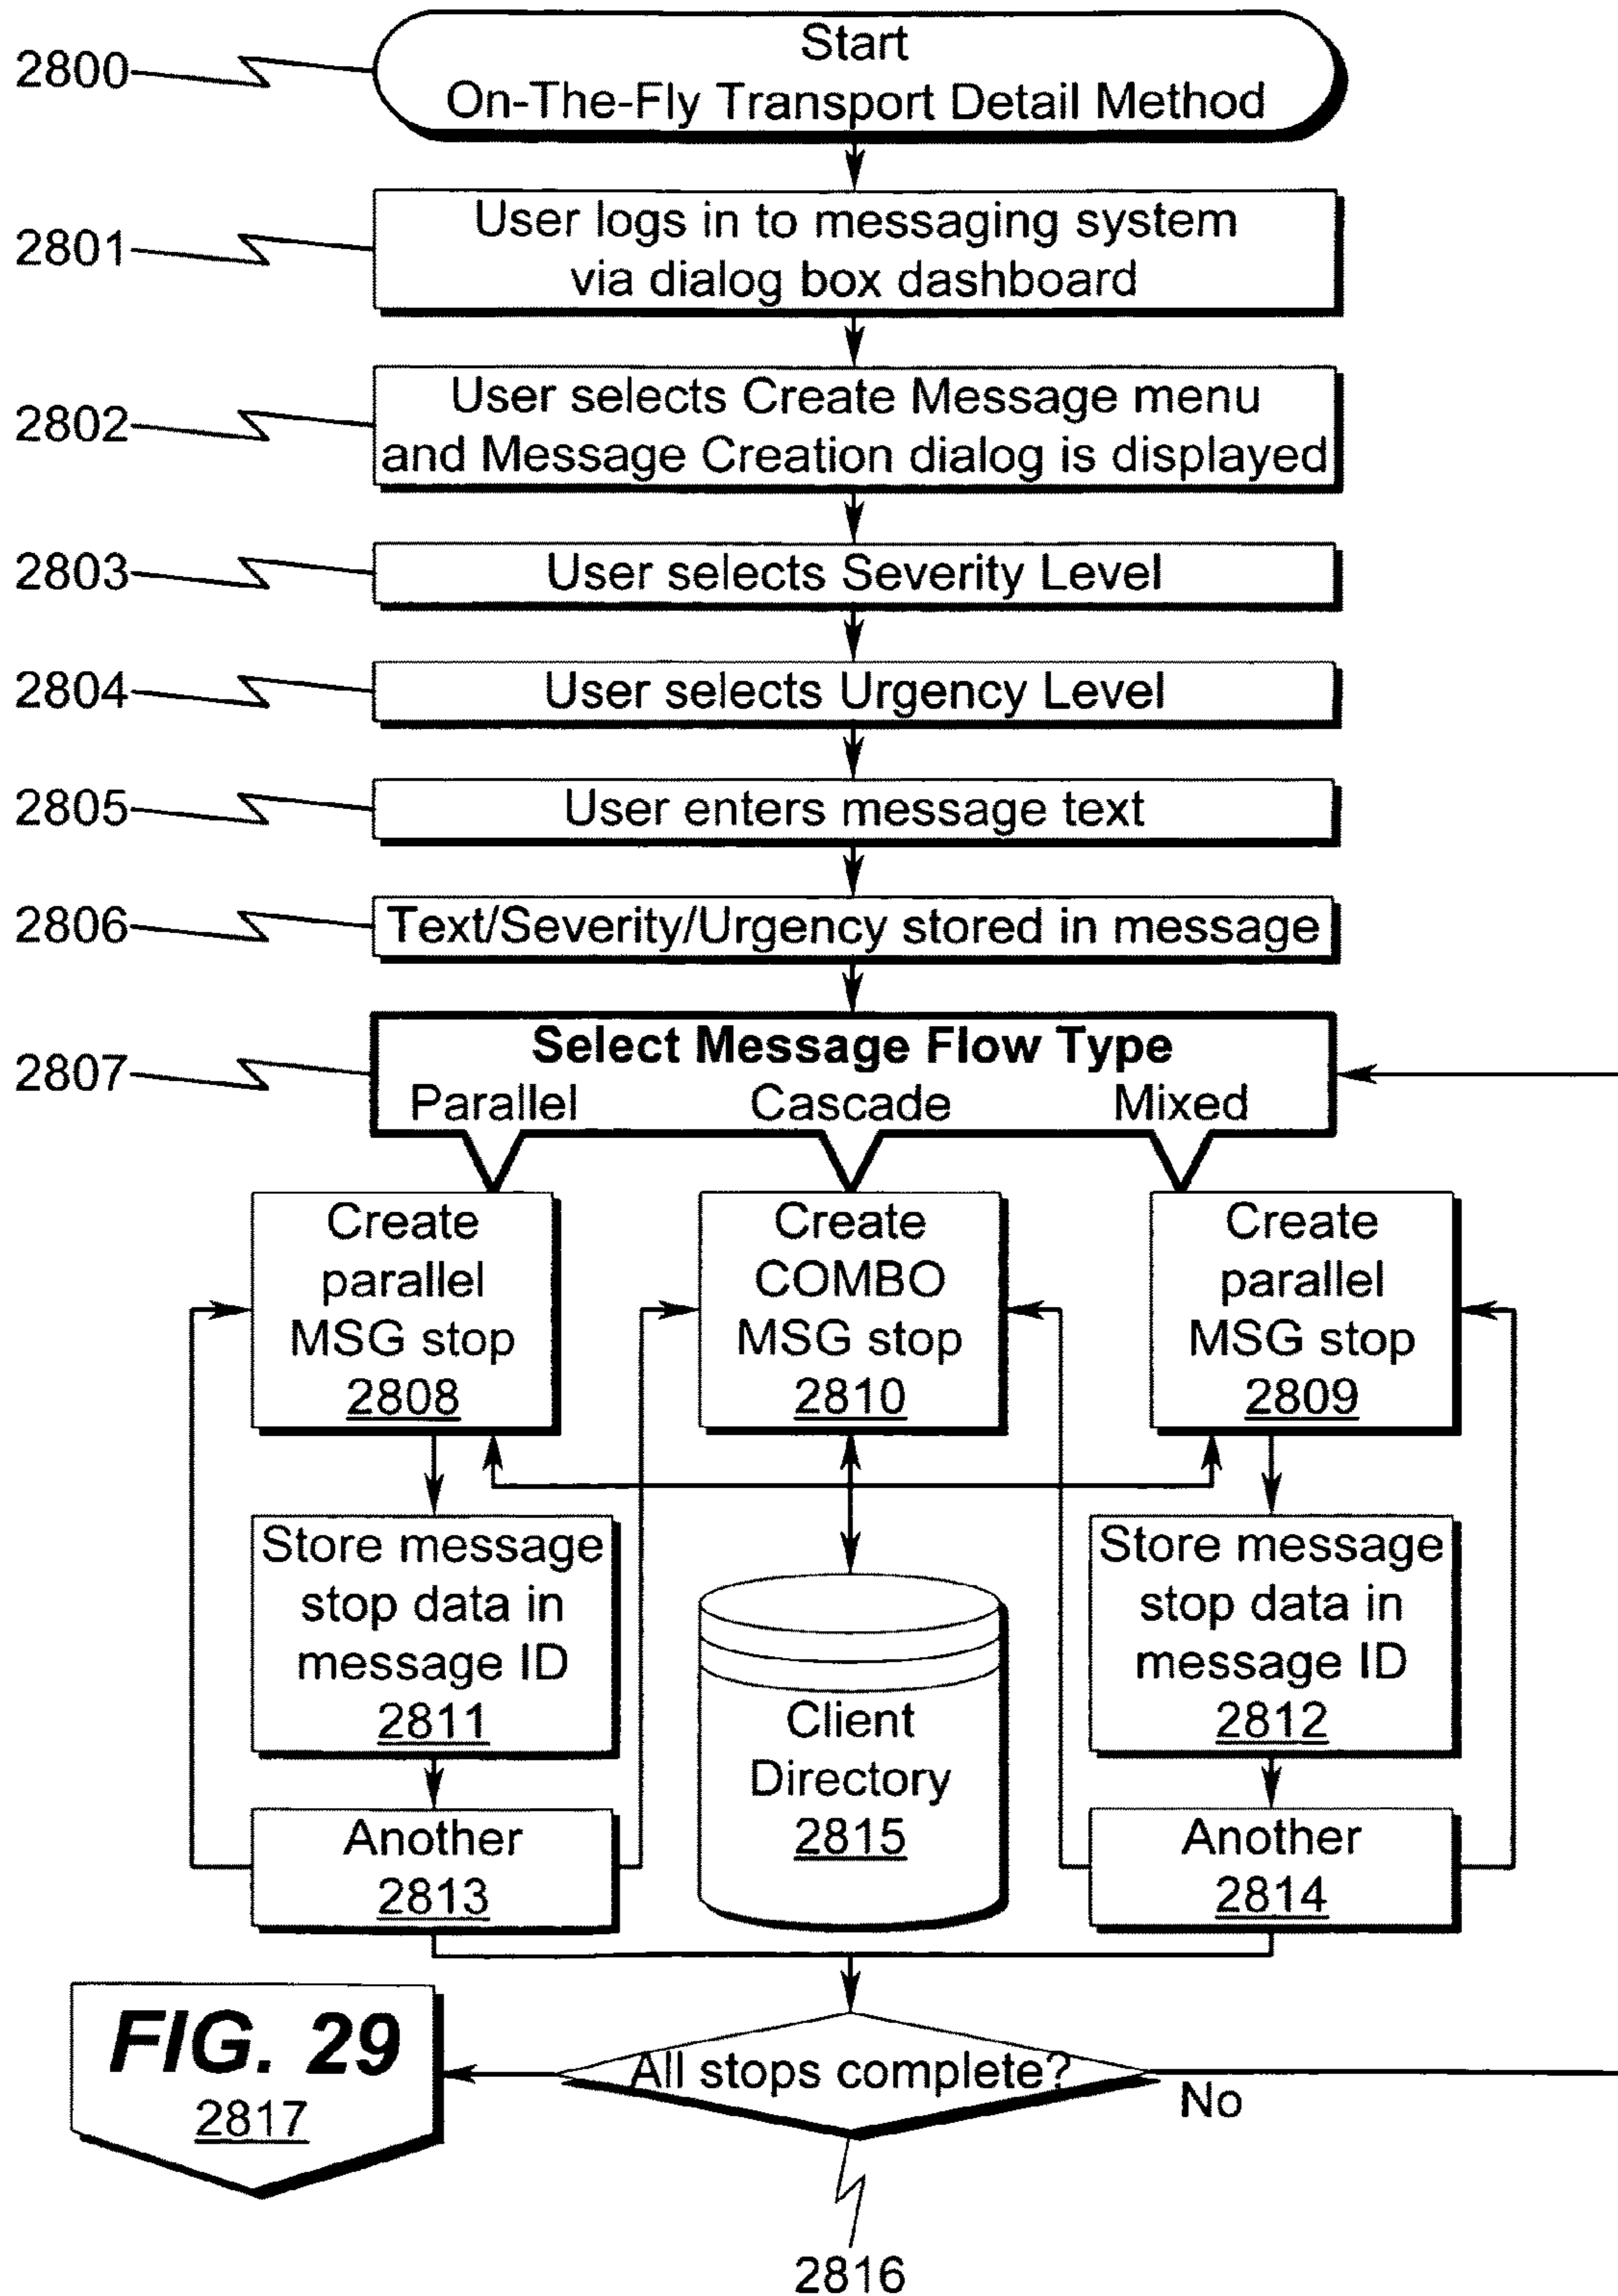 2800
Start
On-The-Fly Transport Detail Method
2801
User logs in to messaging system
via dialog box dashboard
2802
User selects Create Message menu
and Message Creation dialog is displayed
2803
User selects Severity Level
2804
User selects Urgency Level
2805
User enters message text
2806
Text/Severity/Urgency stored in message
2807
Select Message Flow Type
Parallel Cascade Mixed
Create
parallel
MSG stop
2808
Create
COMBO
MSG stop
2810
Create
parallel
MSG stop
2809
Store message
stop data in
message ID
2811
Client
Directory
2815
Store message
stop data in
message ID
2812
Another
2813
Another
2814
FIG. 29
2817
All stops complete?
No
2816